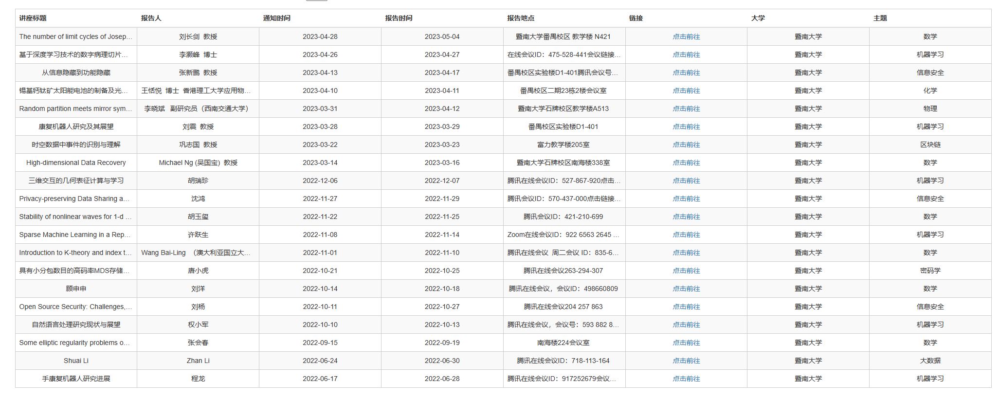 讲座标题 报告人 通知时间 报告时间 报告地点 链接 大学 主题
The number of limit cycles of Josep... 刘长剑 教授 2023-04-28 2023-05-04 暨南大学番禺校区 教学楼 N421 点击前往 暨南大学 数学
基于深度学习技术的数字病理切片... 李灏峰 博士 2023-04-26 2023-04-27 在线会议ID：475-528-441会议链接... 点击前往 暨南大学 机器学习
从信息隐藏到功能隐藏 张新鹏 教授 2023-04-13 2023-04-17 番禺校区实验楼D1-401腾讯会议号... 点击前往 暨南大学 信息安全
锡基钙钛矿太阳能电池的制备及光... 王恬悦 博士 香港理工大学应用物... 2023-04-10 2023-04-11 番禺校区二期23栋2楼会议室 点击前往 暨南大学 化学
Random partition meets mirror sym... 李晓斌 副研究员（西南交通大学） 2023-03-31 2023-04-12 暨南大学石牌校区教学楼A513 点击前往 暨南大学 物理
康复机器人研究及其展望 刘震 教授 2023-03-28 2023-03-29 番禺校区实验楼D1-401 点击前往 暨南大学 机器学习
时空数据中事件的识别与理解 巩志国 教授 2023-03-22 2023-03-23 富力教学楼205室 点击前往 暨南大学 区块链
High-dimensional Data Recovery Michael Ng (吴国宝) 教授 2023-03-14 2023-03-16 暨南大学石牌校区南海楼338室 点击前往 暨南大学 数学
三维交互的几何表征计算与学习 胡瑞珍 2022-12-06 2022-12-07 腾讯在线会议ID：527-867-920点击... 点击前往 暨南大学 机器学习
Privacy-preserving Data Sharing a... 沈鸿 2022-11-27 2022-11-29 腾讯会议ID：570-437-000点击链接... 点击前往 暨南大学 信息安全
Stability of nonlinear waves for 1-d ... 胡玉玺 2022-11-22 2022-11-25 腾讯会议ID：421-210-699 点击前往 暨南大学 数学
Sparse Machine Learning in a Rep... 许跃生 2022-11-08 2022-11-14 Zoom在线会议ID：922 6563 2645 ... 点击前往 暨南大学 机器学习
Introduction to K-theory and index t... Wang Bai-Ling （澳大利亚国立大... 2022-11-01 2022-11-10 腾讯在线会议 周二会议 ID：835-6... 点击前往 暨南大学 数学
具有小分包数目的高码率MDS存储... 唐小虎 2022-10-21 2022-10-25 腾讯在线会议263-294-307 点击前往 暨南大学 密码学
顾申申 刘洋 2022-10-14 2022-10-18 腾讯在线会议，会议ID：498660809 点击前往 暨南大学 数学
Open Source Security: Challenges,... 刘杨 2022-10-11 2022-10-27 腾讯在线会议204 257 863 点击前往 暨南大学 信息安全
自然语言处理研究现状与展望 权小军 2022-10-10 2022-10-13 腾讯在线会议，会议号：593 882 8... 点击前往 暨南大学 机器学习
Some elliptic regularity problems o... 张会春 2022-09-15 2022-09-19 南海楼224会议室 点击前往 暨南大学 数学
Shuai Li Zhan Li 2022-06-24 2022-06-30 腾讯在线会议ID：718-113-164 点击前往 暨南大学 大数据
手康复机器人研究进展 程龙 2022-06-17 2022-06-28 腾讯在线会议ID：917252679会议... 点击前往 暨南大学 机器学习